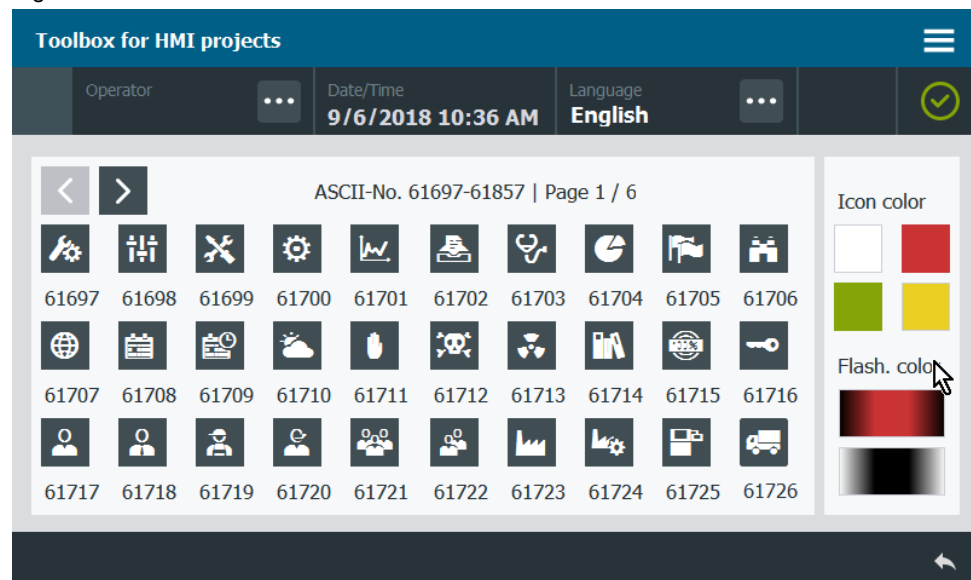 Toolbox for HMI projects
Operator
Date/Time
9/6/2018 10:36 AM
Language
English
ASCII-No. 61697-61857 | Page 1 / 6
61697 61698 61699 61700 61701 61702 61703 61704 61705 61706
61707 61708 61709 61710 61711 61712 61713 61714 61715 61716
61717 61718 61719 61720 61721 61722 61723 61724 61725 61726
Icon color
Flash. color